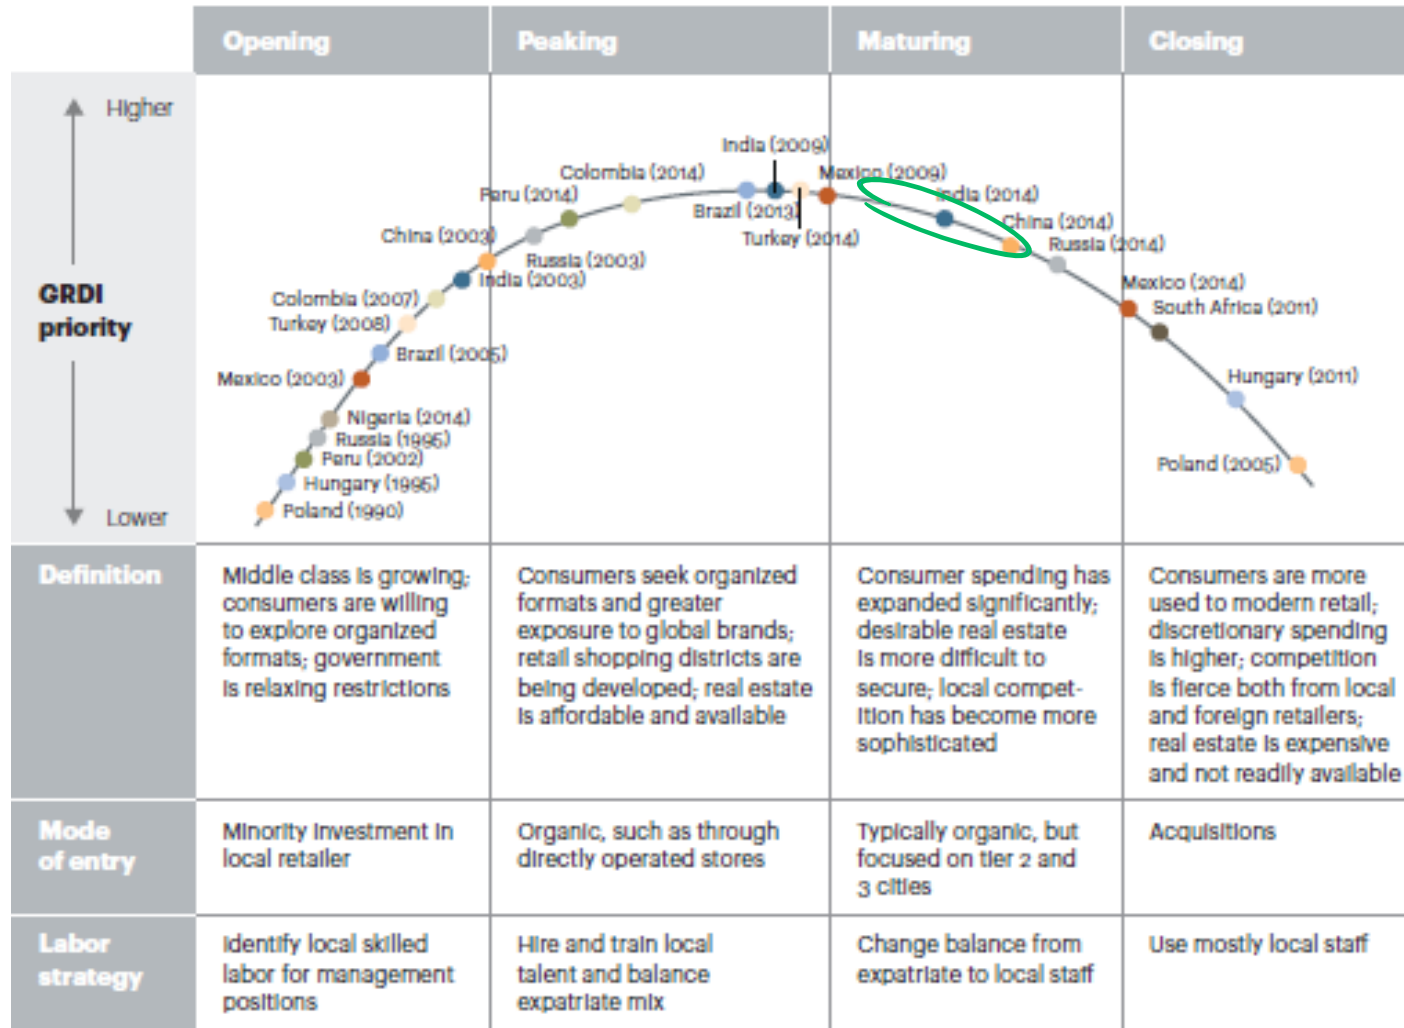 Opening
Peaking
Maturing
Closing
Higher
GRDI
priority
Lower
India (2009)
Colombia (2014)
Mexico (2009)
Peru (2014)
India (2014)
Brazil (2013)
China (2014)
China (2003)
Turkey (2014)
Russia (2014)
Russia (2003)
India (2003)
Mexico (2014)
Colombia (2007)
South Africa (2011)
Turkey (2008)
Brazil (2005)
Mexico (2003)
Hungary (2011)
Nigeria (2014)
Russia (1995)
Peru (2002)
Poland (2005)
Hungary (1995)
Poland (1990)
Definition
Middle class is growing;
consumers are willing
to explore organized
formats; government
is relaxing restrictions
Consumers seek organized
formats and greater
exposure to global brands;
retail shopping districts are
being developed; real estate
is affordable and available
Consumer spending has
expanded significantly;
desirable real estate
is more difficult to
secure; local compet-
ition has become more
sophisticated
Consumers are more
used to modern retail;
discretionary spending
is higher; competition
is fierce both from local
and foreign retailers;
real estate is expensive
and not readily available
Mode
of entry
Minority investment in
local retailer
Organic, such as through
directly operated stores
Typically organic, but
focused on tier 2 and
3 cities
Acquisitions
Labor
strategy
Identify local skilled
labor for management
positions
Hire and train local
talent and balance
expatriate mix
Change balance from
expatriate to local staff
Use mostly local staff